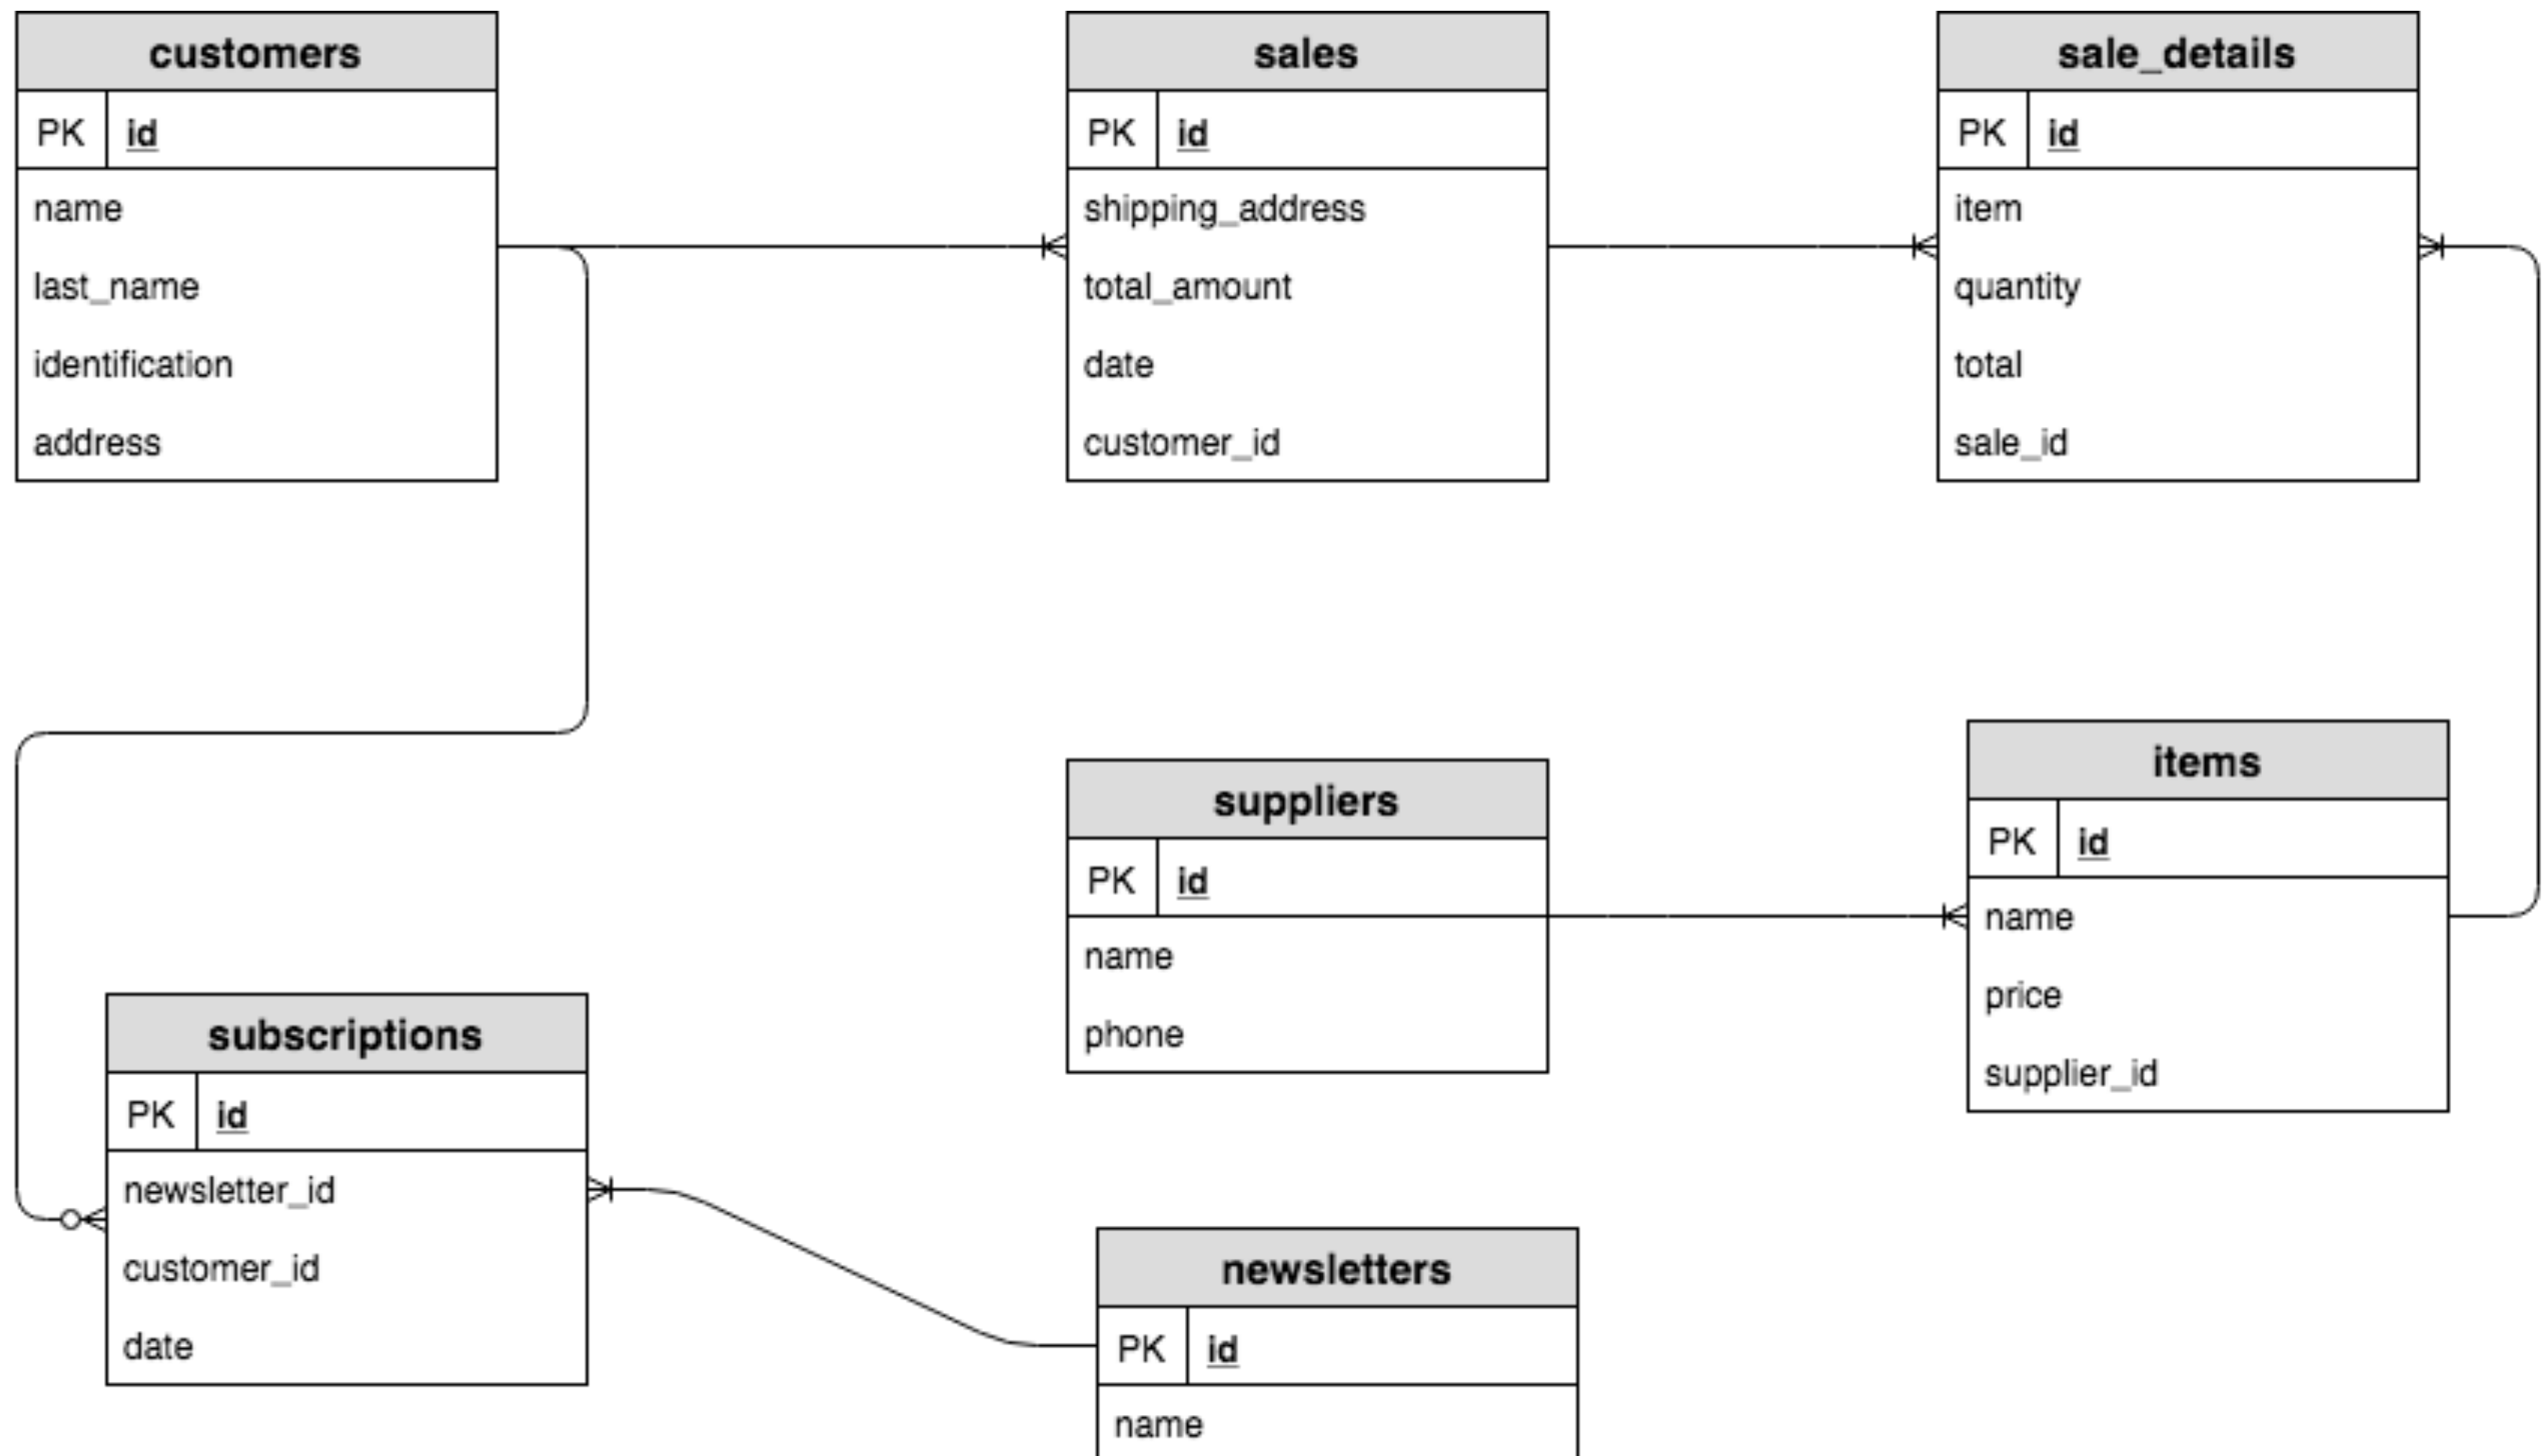 customers
PK id
name
last_name
identification
address
sales
PK id
shipping_address
total_amount
date
customer_id
sale_details
PK id
item
quantity
total
sale_id
suppliers
PK id
name
phone
items
PK id
name
price
supplier_id
subscriptions
PK id
newsletter_id
customer_id
date
newsletters
PK id
name